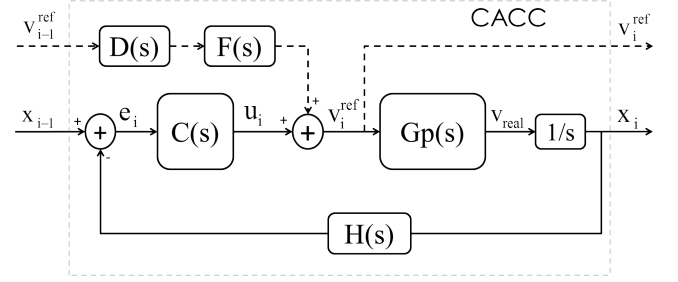 CACC
V_{i-1}^{ref} D(s) F(s) V_i^{ref}
+
X_{i-1} + + e_i C(s) u_i + + V_i^{ref} Gp(s) V_{real} 1/s X_i
-
H(s)